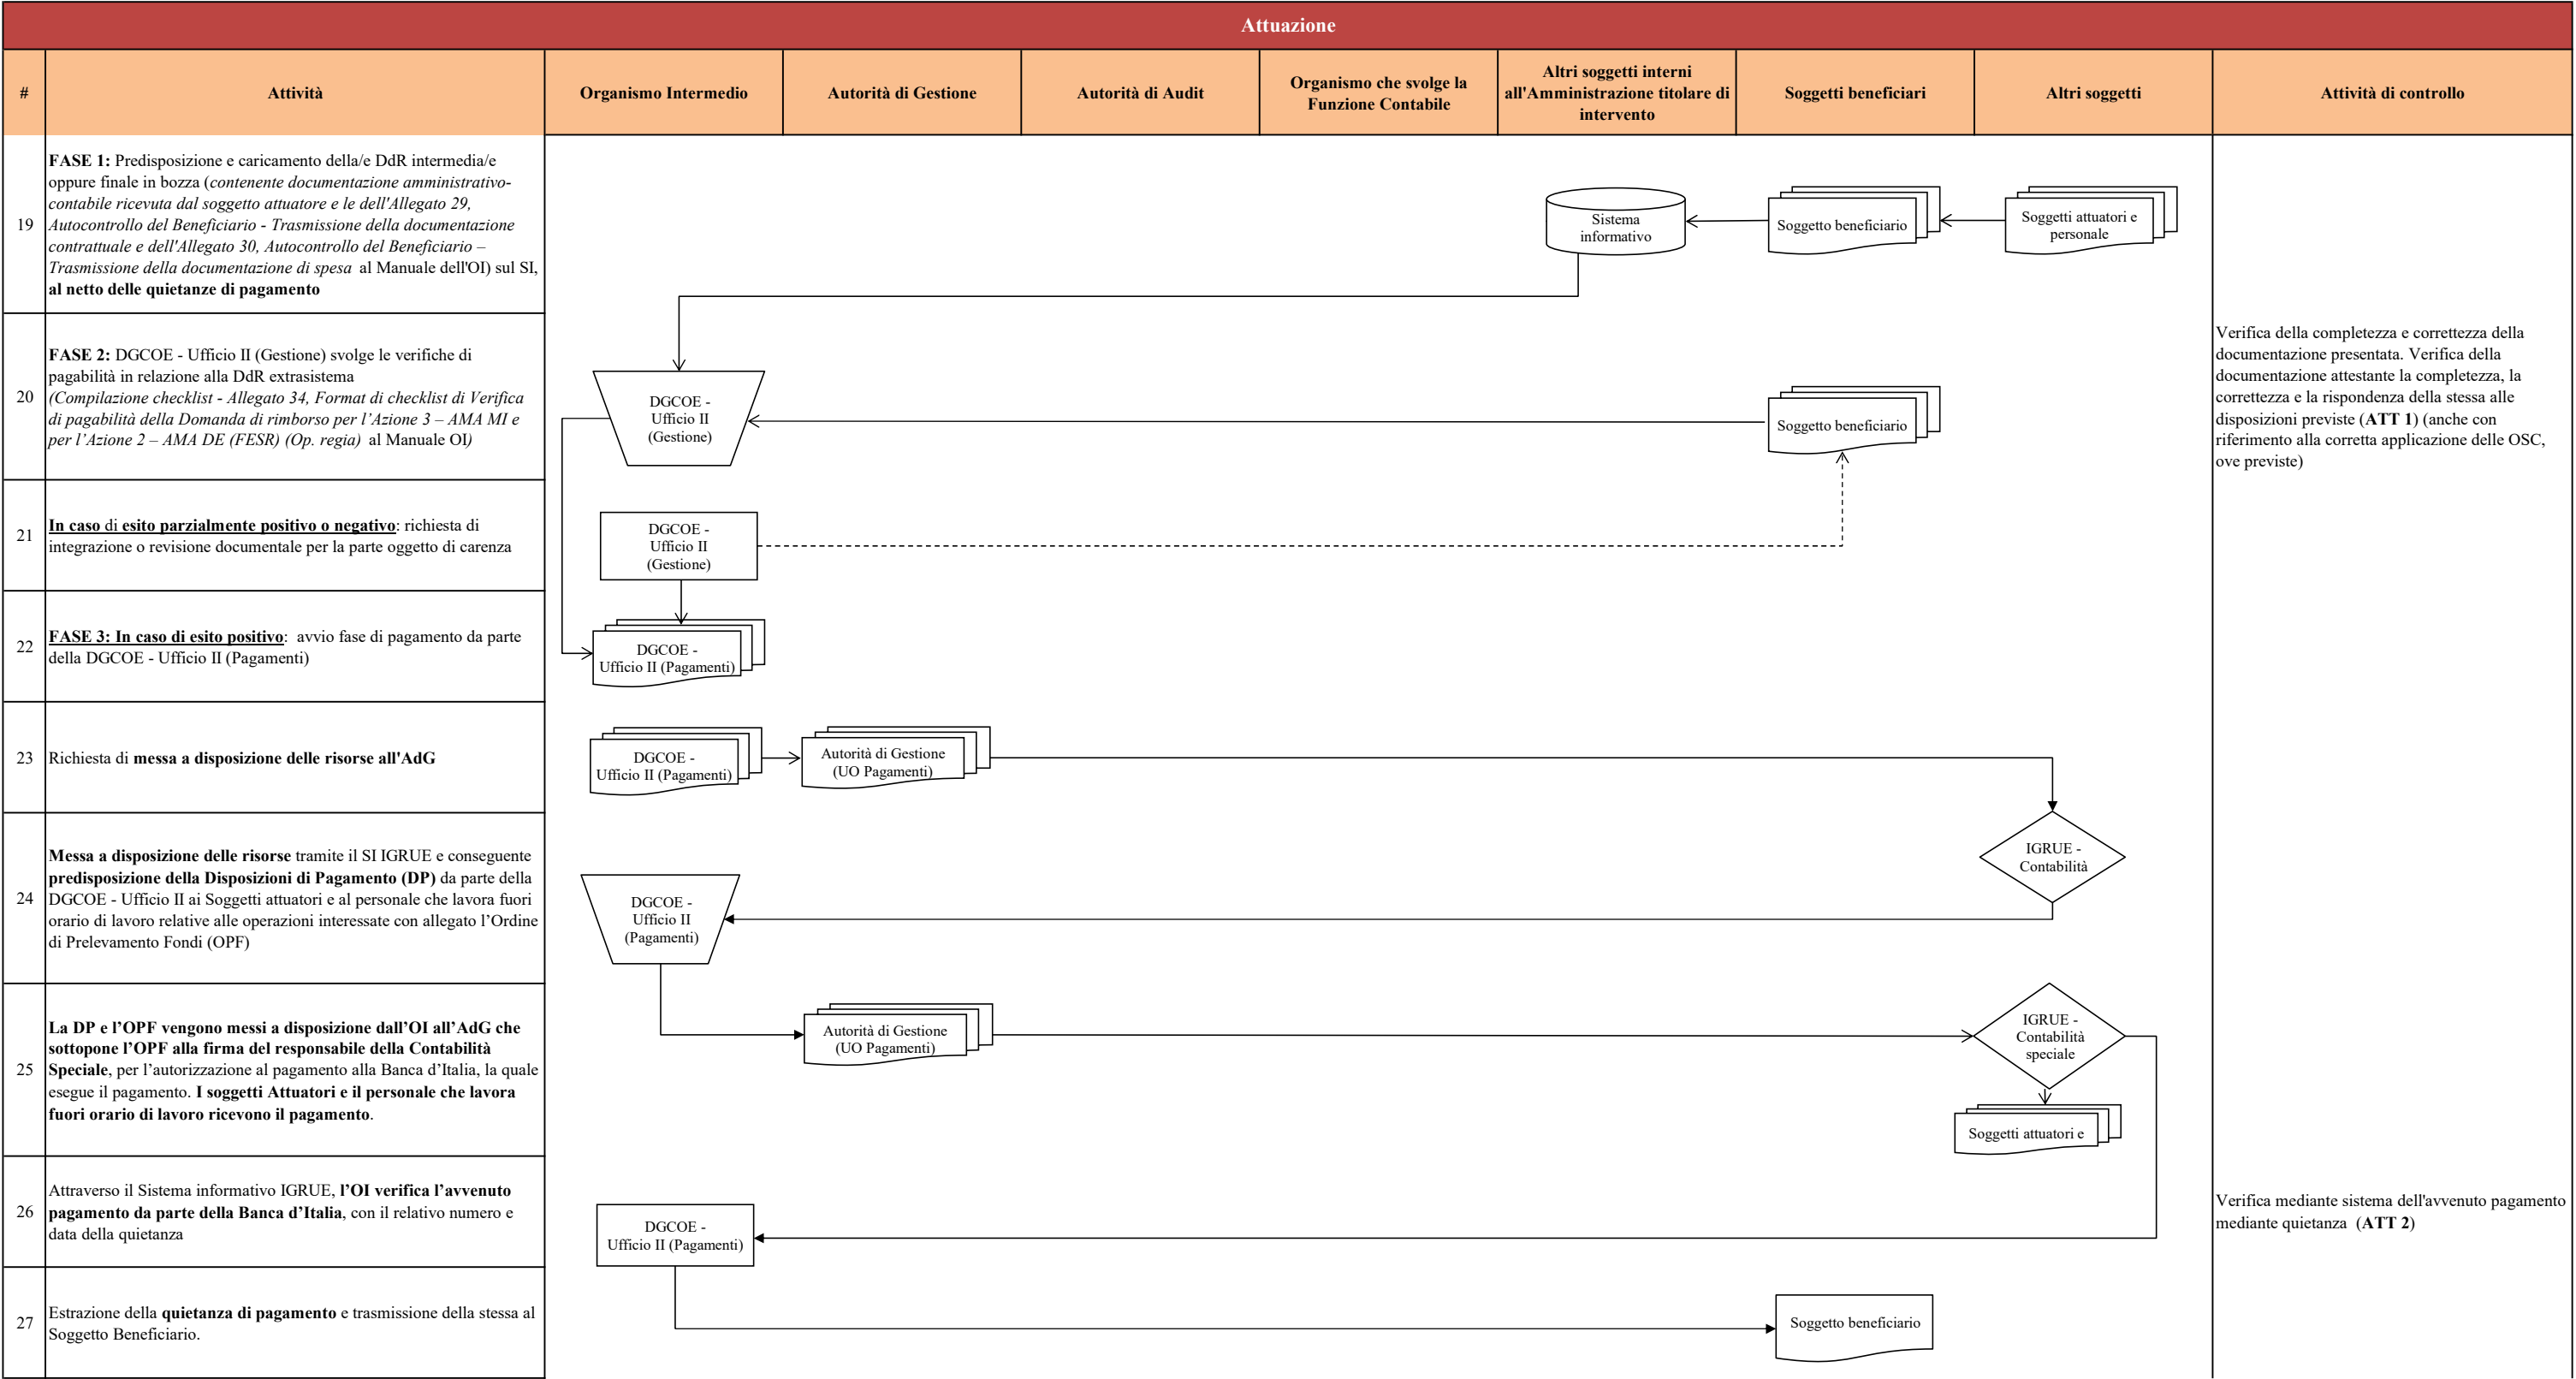 Attuazione
#
Attività
Organismo Intermedio
Autorità di Gestione
Autorità di Audit
Organismo che svolge la
Funzione Contabile
Altri soggetti interni
all'Amministrazione titolare di
intervento
Soggetti beneficiari
Altri soggetti
Attività di controllo
19
FASE 1: Predisposizione e caricamento della/e DdR intermedia/e
oppure finale in bozza (contenente documentazione amministrativo-
contabile ricevuta dal soggetto attuatore e le dell'Allegato 29,
Autocontrollo del Beneficiario - Trasmissione della documentazione
contrattuale e dell'Allegato 30, Autocontrollo del Beneficiario –
Trasmissione della documentazione di spesa al Manuale dell'OI) sul SI,
al netto delle quietanze di pagamento
Sistema
informativo
Soggetto beneficiario
Soggetti attuatori e
personale
20
FASE 2: DGCOE - Ufficio II (Gestione) svolge le verifiche di
pagabilità in relazione alla DdR extrasistema
(Compilazione checklist - Allegato 34, Format di checklist di Verifica
di pagabilità della Domanda di rimborso per l’Azione 3 – AMA MI e
per l’Azione 2 – AMA DE (FESR) (Op. regia) al Manuale OI)
DGCOE -
Ufficio II
(Gestione)
Soggetto beneficiario
Verifica della completezza e correttezza della
documentazione presentata. Verifica della
documentazione attestante la completezza, la
correttezza e la rispondenza della stessa alle
disposizioni previste (ATT 1) (anche con
riferimento alla corretta applicazione delle OSC,
ove previste)
21
In caso di esito parzialmente positivo o negativo: richiesta di
integrazione o revisione documentale per la parte oggetto di carenza
DGCOE -
Ufficio II
(Gestione)
22
FASE 3: In caso di esito positivo: avvio fase di pagamento da parte
della DGCOE - Ufficio II (Pagamenti)
DGCOE -
Ufficio II (Pagamenti)
23
Richiesta di messa a disposizione delle risorse all'AdG
DGCOE -
Ufficio II (Pagamenti)
Autorità di Gestione
(UO Pagamenti)
24
Messa a disposizione delle risorse tramite il SI IGRUE e conseguente
predisposizione della Disposizioni di Pagamento (DP) da parte della
DGCOE - Ufficio II ai Soggetti attuatori e al personale che lavora fuori
orario di lavoro relative alle operazioni interessate con allegato l’Ordine
di Prelevamento Fondi (OPF)
DGCOE -
Ufficio II
(Pagamenti)
IGRUE -
Contabilità
25
La DP e l’OPF vengono messi a disposizione dall’OI all’AdG che
sottopone l’OPF alla firma del responsabile della Contabilità
Speciale, per l’autorizzazione al pagamento alla Banca d’Italia, la quale
esegue il pagamento. I soggetti Attuatori e il personale che lavora
fuori orario di lavoro ricevono il pagamento.
Autorità di Gestione
(UO Pagamenti)
IGRUE -
Contabilità
speciale
Soggetti attuatori e
26
Attraverso il Sistema informativo IGRUE, l’OI verifica l’avvenuto
pagamento da parte della Banca d’Italia, con il relativo numero e
data della quietanza
DGCOE -
Ufficio II (Pagamenti)
Verifica mediante sistema dell'avvenuto pagamento
mediante quietanza (ATT 2)
27
Estrazione della quietanza di pagamento e trasmissione della stessa al
Soggetto Beneficiario.
Soggetto beneficiario